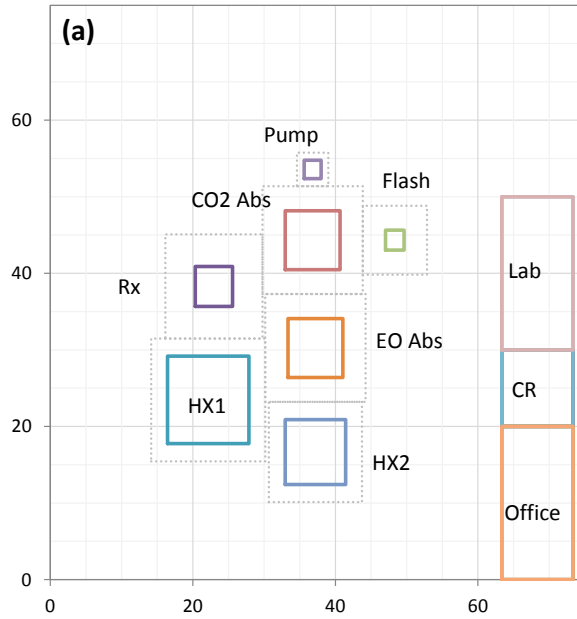 (a)
60
Pump
Flash
CO2 Abs
40
Lab
Rx
EO Abs
CR
HX1
20
HX2
Office
0
0 20 40 60